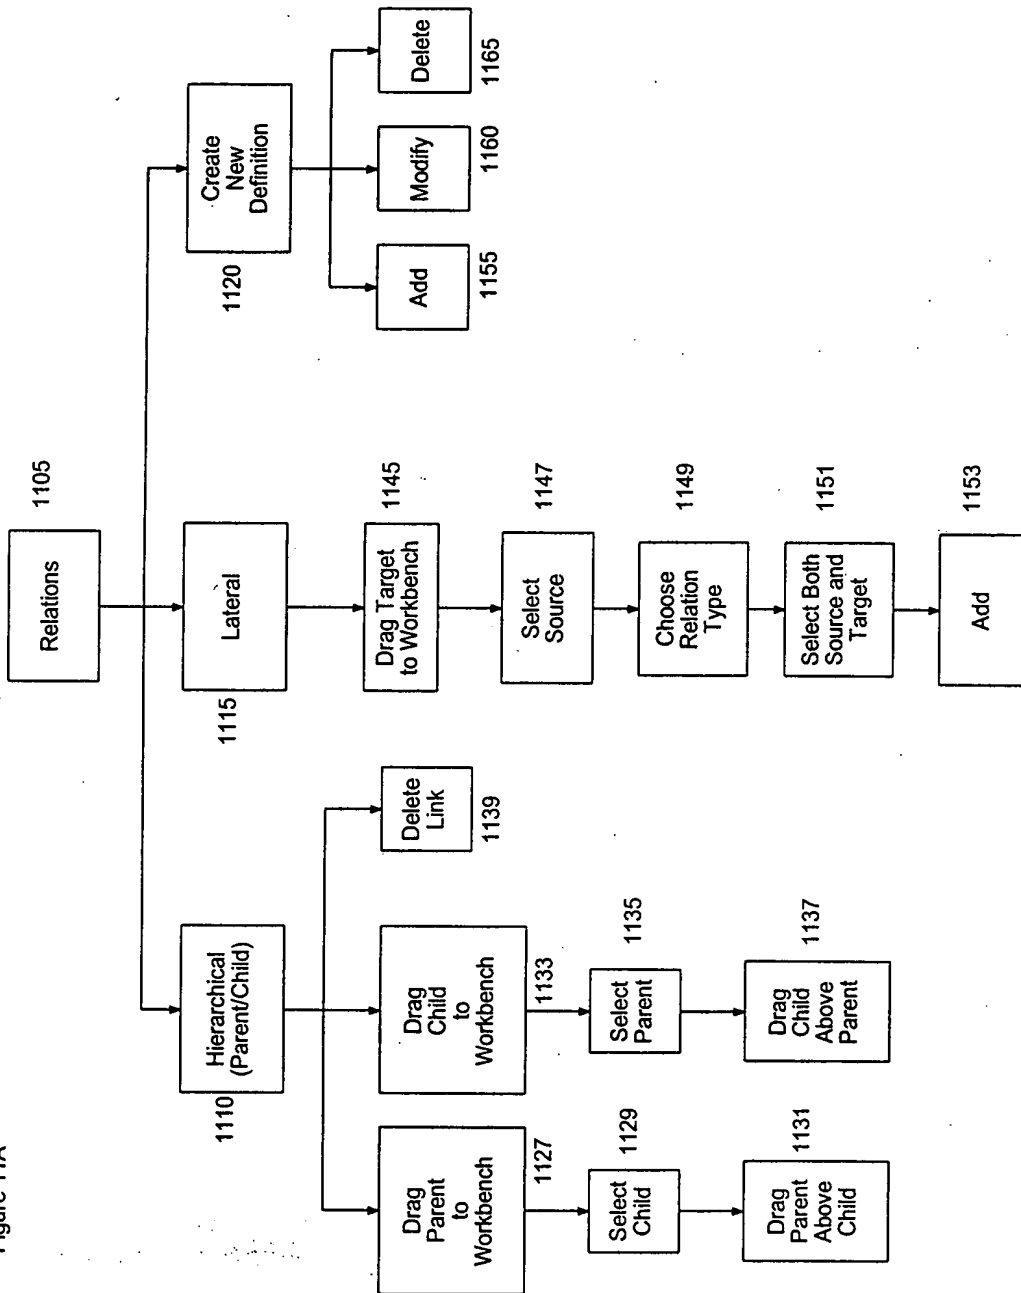 Figure 11A
Relations
1105
Hierarchical
(Parent/Child)
1110
Lateral
1115
Create
New
Definition
1120
Drag
Parent
to
Workbench
1127
Drag
Child
to
Workbench
1133
Delete
Link
1139
Drag Target
to Workbench
1145
Add
1155
Modify
1160
Delete
1165
Select
Child
1129
Select
Parent
1135
Select
Source
1147
Drag
Parent
Above
Child
1131
Drag
Child
Above
Parent
1137
Choose
Relation
Type
1149
Select Both
Source and
Target
1151
Add
1153